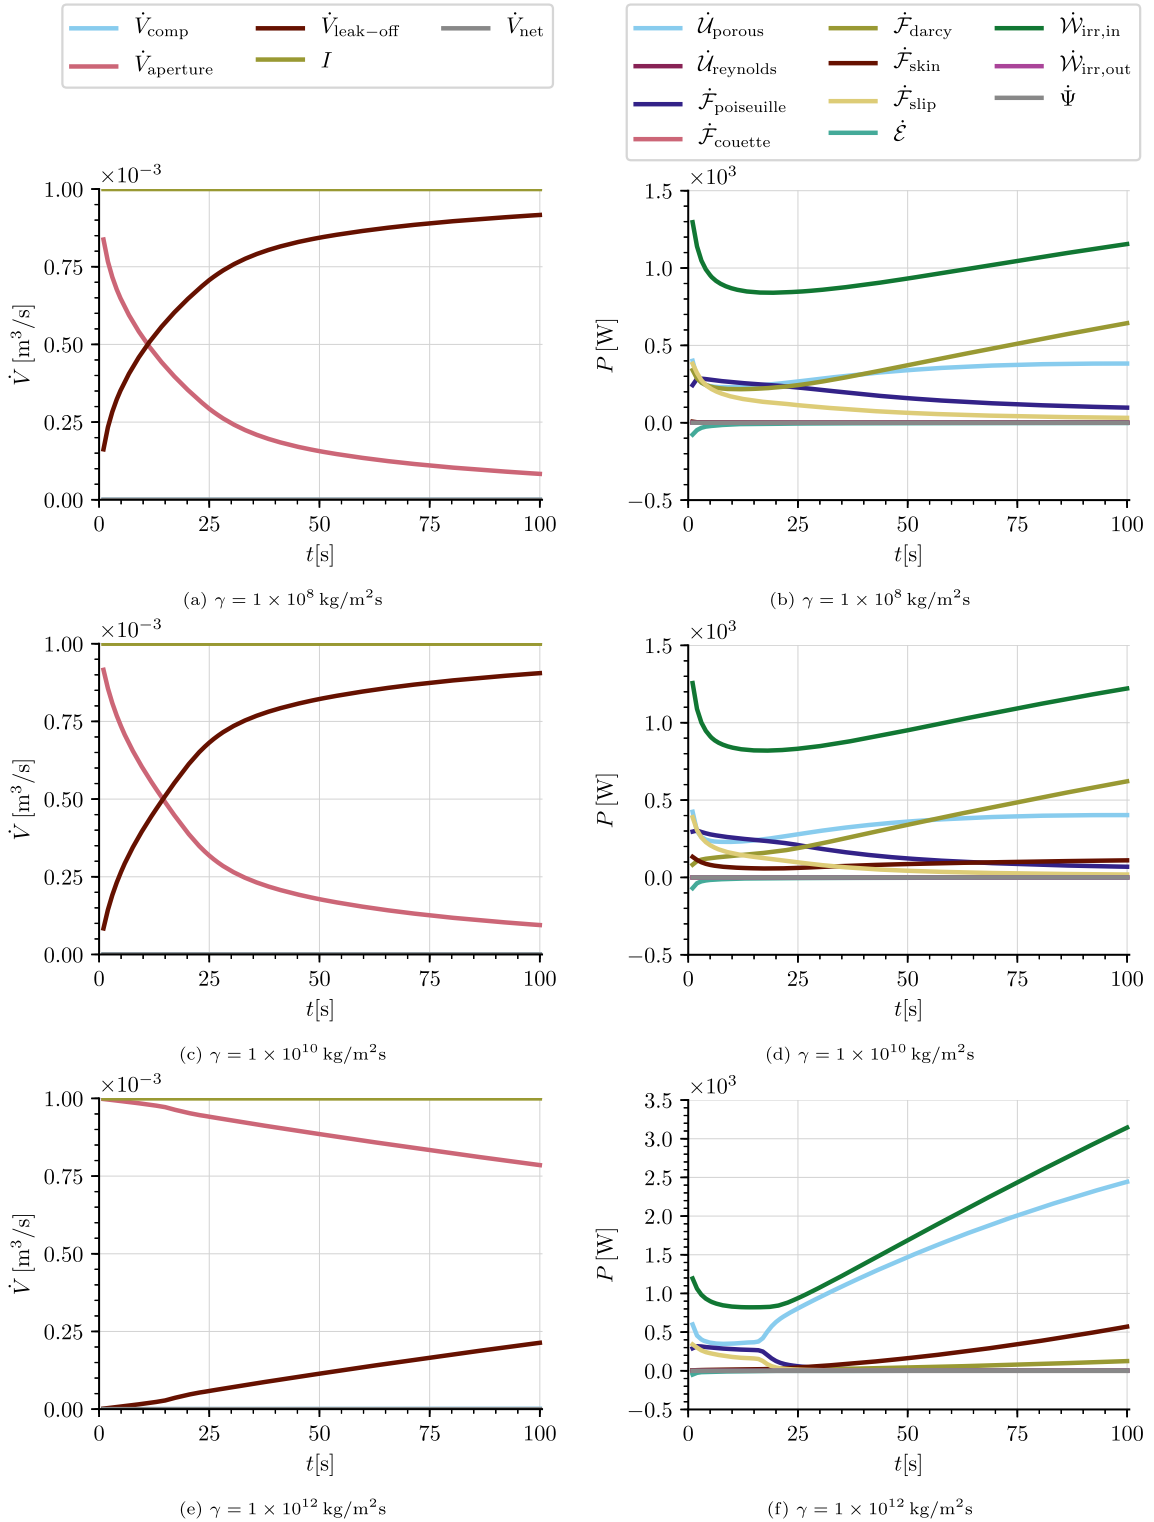 V̇comp V̇leak−off V̇net
V̇aperture I
𝒰̇porous ℱ̇darcy 𝒲̇irr,in
𝒰̇reynolds ℱ̇skin 𝒲̇irr,out
ℱ̇poiseuille ℱ̇slip Ψ̇
ℱ̇couette ℰ̇
×10⁻³
1.00
0.75
0.50
0.25
0.00
V̇ [m³/s]
0 25 50 75 100
t[s]
(a) γ = 1 × 10⁸ kg/m²s
×10³
1.5
1.0
0.5
0.0
−0.5
P [W]
0 25 50 75 100
t[s]
(b) γ = 1 × 10⁸ kg/m²s
×10⁻³
1.00
0.75
0.50
0.25
0.00
V̇ [m³/s]
0 25 50 75 100
t[s]
(c) γ = 1 × 10¹⁰ kg/m²s
×10³
1.5
1.0
0.5
0.0
−0.5
P [W]
0 25 50 75 100
t[s]
(d) γ = 1 × 10¹⁰ kg/m²s
×10⁻³
1.00
0.75
0.50
0.25
0.00
V̇ [m³/s]
0 25 50 75 100
t[s]
(e) γ = 1 × 10¹² kg/m²s
×10³
3.5
3.0
2.5
2.0
1.5
1.0
0.5
0.0
−0.5
P [W]
0 25 50 75 100
t[s]
(f) γ = 1 × 10¹² kg/m²s